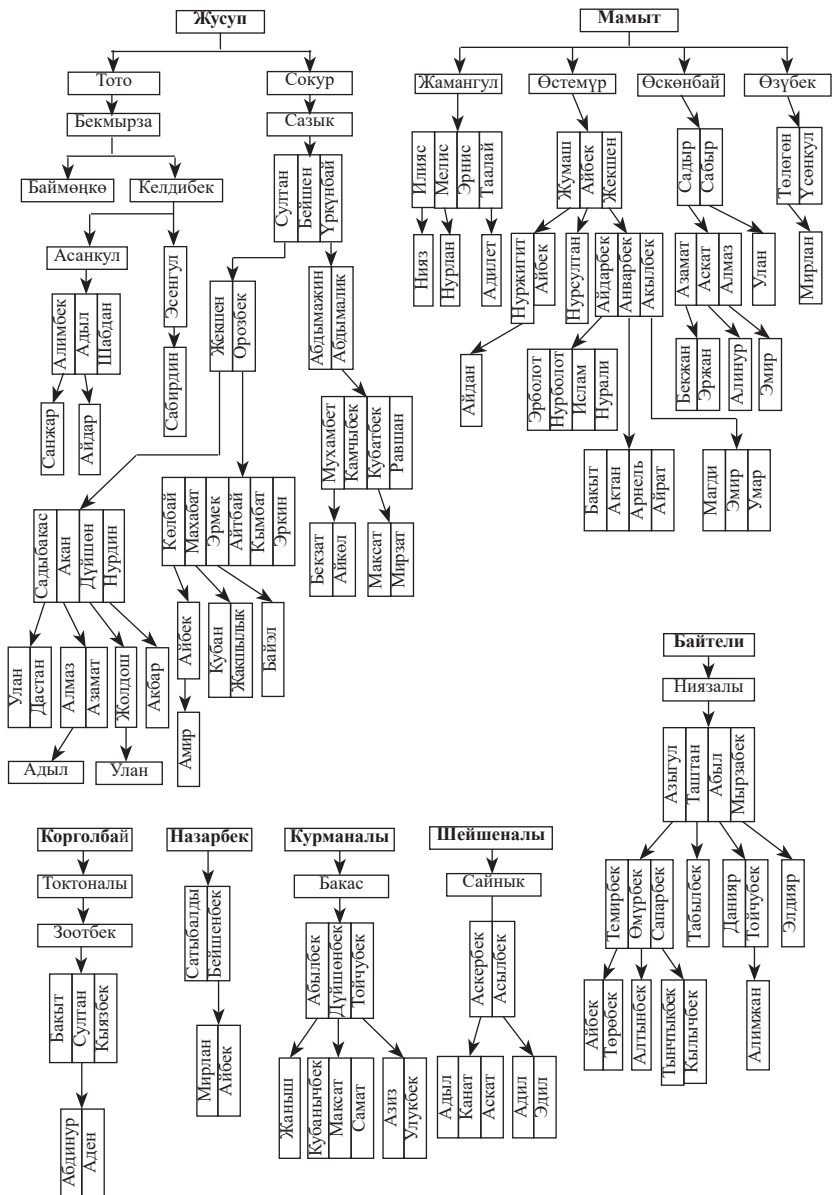 Жусуп
Тото
Сокур
Бекмырза
Сазык
Баймөңкө
Келдибек
Султан
Бейшен
Үркүнбай
Асанкул
Эсенгул
Алимбек
Адыл
Шабдан
Сабирдин
Санжар
Айдар
Жекшен
Орозбек
Абдымажин
Абдымалик
Мухамбет
Камчыбек
Кубатбек
Равшан
Бекзат
Айкөл
Максат
Мирзат
Садыбакас
Акан
Дүйшөн
Нурдин
Көлбай
Махабат
Эрмек
Айтбай
Кымбат
Эркин
Улан
Дастан
Алмаз
Азамат
Жолдош
Акбар
Айбек
Кубан
Жакшылык
Байэл
Адыл
Улан
Амир
Мамыт
Жамангул
Өстемүр
Өскөнбай
Өзүбек
Илияс
Мелис
Эрнис
Таалай
Жумаш
Айбек
Жекшен
Садыр
Сабыр
Төлөгөн
Үсөнкул
Нияз
Нурлан
Адилет
Нуржигит
Айбек
Нурсултан
Айдарбек
Анварбек
Акылбек
Азамат
Аскат
Алмаз
Улан
Мирлан
Айдан
Эрболот
Нурболот
Ислам
Нурали
Бекжан
Эржан
Алинур
Эмир
Бакыт
Актан
Арнель
Айрат
Магди
Эмир
Умар
Байтели
Ниязалы
Азыгул
Таштан
Абыл
Мырзабек
Темирбек
Өмүрбек
Сапарбек
Табылбек
Данияр
Тойчубек
Элдияр
Айбек
Төрөбек
Алтынбек
Тынчтыкбек
Кылычбек
Алимжан
Корголбай
Токтоналы
Зоотбек
Бакыт
Султан
Кыязбек
Абдинур
Аден
Назарбек
Сатыбалды
Бейшенбек
Мирлан
Айбек
Курманалы
Бакас
Абылбек
Дүйшөнбек
Тойчубек
Жаныш
Кубанычбек
Максат
Самат
Азиз
Улукбек
Шейшеналы
Сайнык
Аскербек
Асылбек
Адыл
Канат
Аскат
Адил
Эдил